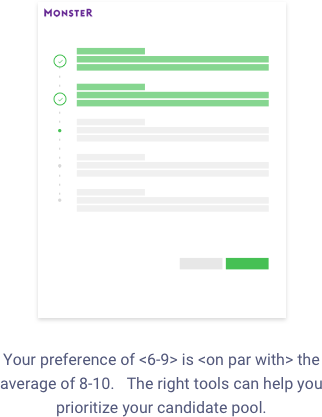 MONSTER
Your preference of <6-9> is <on par with> the
average of 8-10.   The right tools can help you
prioritize your candidate pool.